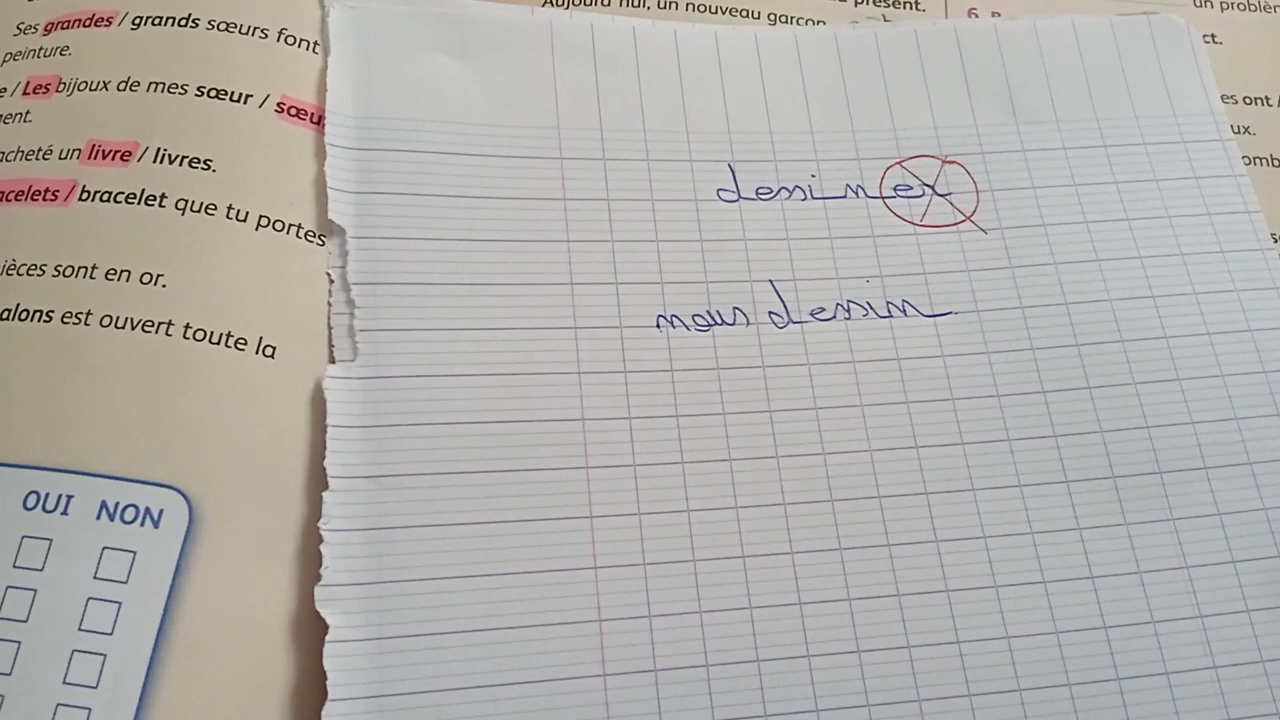 Ses grandes / grands sœurs font
peinture.
/ Les bijoux de mes sœur / sœu
ent.
acheté un livre / livres.
acelets / bracelet que tu portes
ièces sont en or.
alons est ouvert toute la
OUI NON
Aujourd'hui, un nouveau garçon
présent.
6
un problèm
ct.
es ont
ux.
omb
dessiner
nous dessin